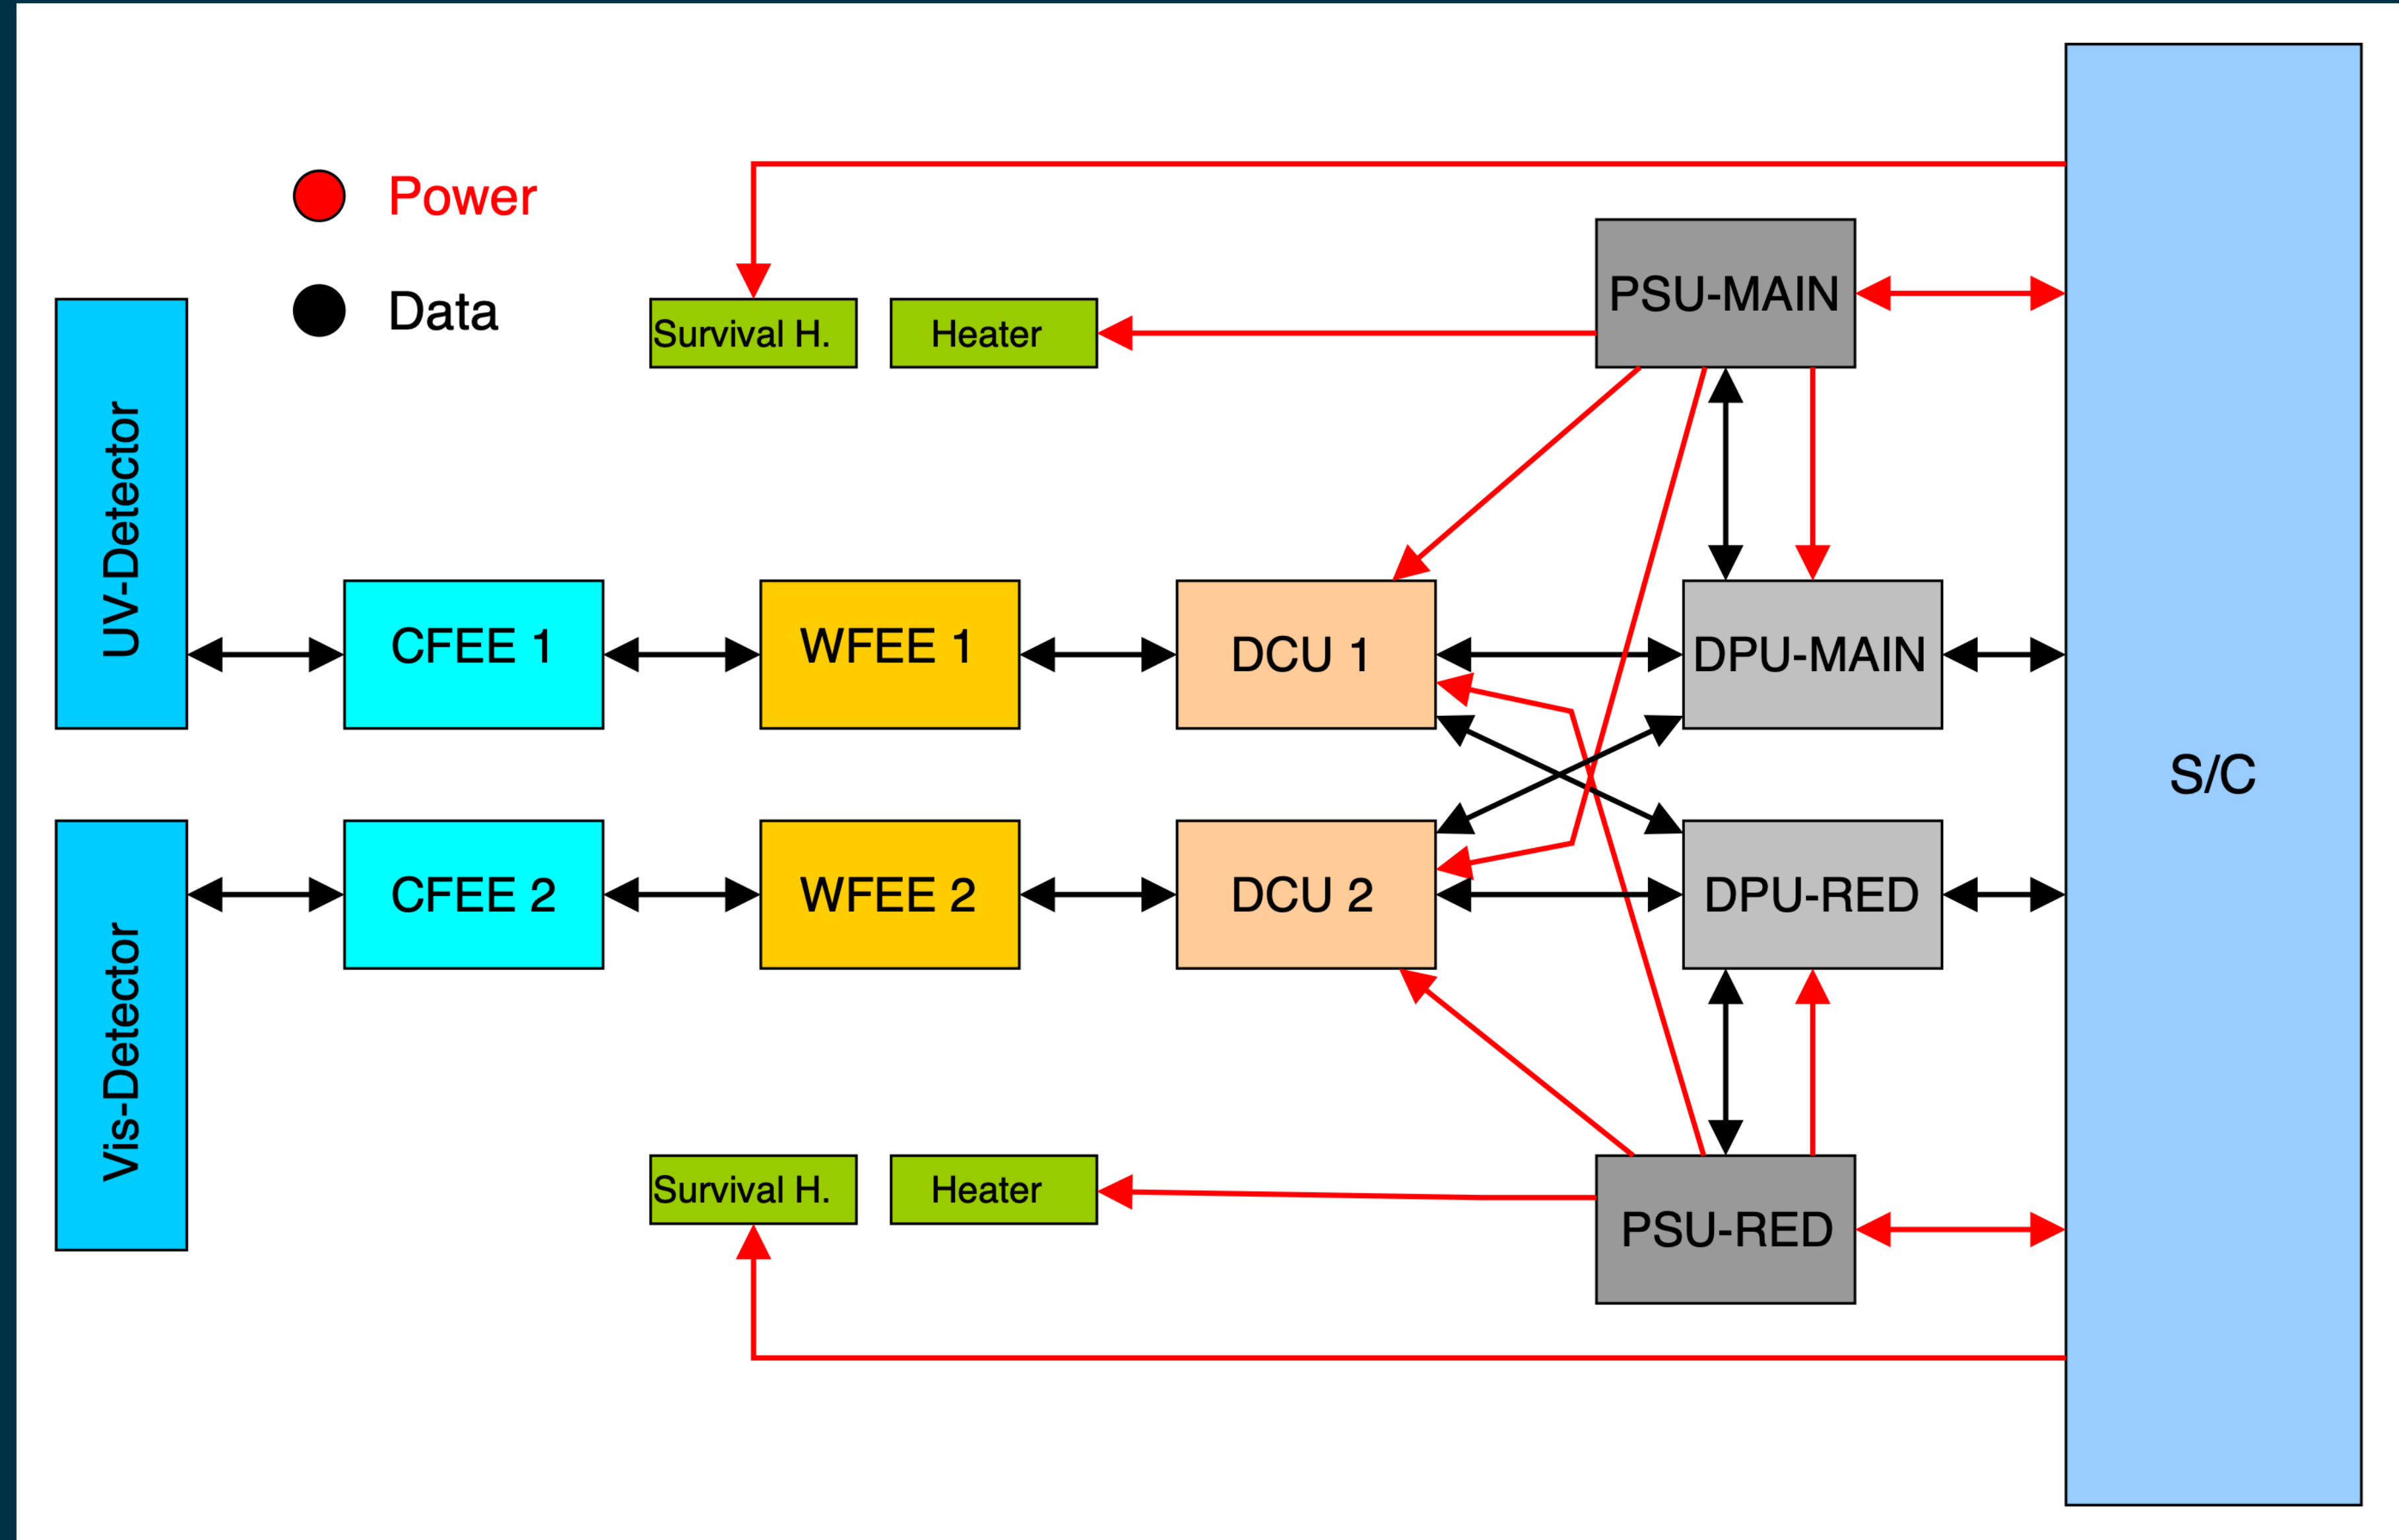 Power
Data
UV-Detector
Survival H.
Heater
PSU-MAIN
CFEE 1
WFEE 1
DCU 1
DPU-MAIN
S/C
Vis-Detector
CFEE 2
WFEE 2
DCU 2
DPU-RED
Survival H.
Heater
PSU-RED